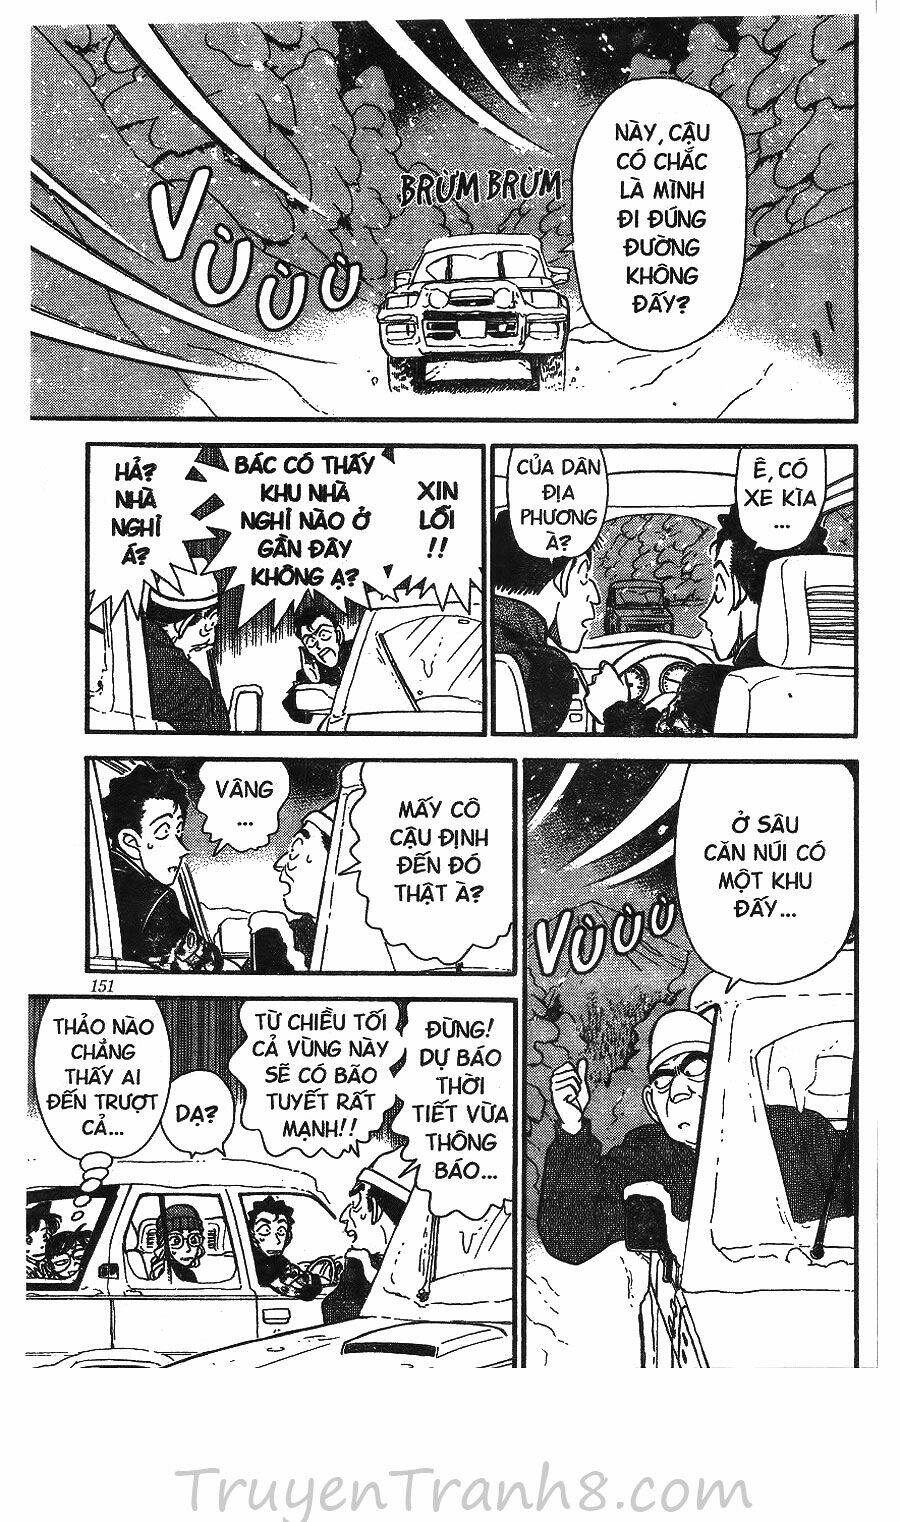 NÀY, CẬU
CÓ CHẮC
LÀ MÌNH
ĐI ĐÚNG
ĐƯỜNG
KHÔNG
ĐẤY?
BRỪM BRỪM
VÙÙÙÙ
Ê, CÓ
XE KÌA
...
CỦA DÂN
ĐỊA
PHƯƠNG
À?
XIN
LỖI
!!
BÁC CÓ THẤY
KHU NHÀ
NGHỈ NÀO Ở
GẦN ĐÂY
KHÔNG Ạ?
HẢ?
NHÀ
NGHỈ
Á?
Ở SÂU
CĂN NÚI CÓ
MỘT KHU
ĐẤY...
VÙÙÙÙ
MẤY CÔ
CẬU ĐỊNH
ĐẾN ĐÓ
THẬT À?
VÂNG
...
151
ĐỪNG!
DỰ BÁO
THỜI
TIẾT VỪA
THÔNG
BÁO...
TỪ CHIỀU TỐI
CẢ VÙNG NÀY
SẼ CÓ BÃO
TUYẾT RẤT
MẠNH!!
DẠ?
THẢO NÀO
CHẲNG
THẤY AI
ĐẾN TRƯỢT
CẢ...
TruyenTranh8.com